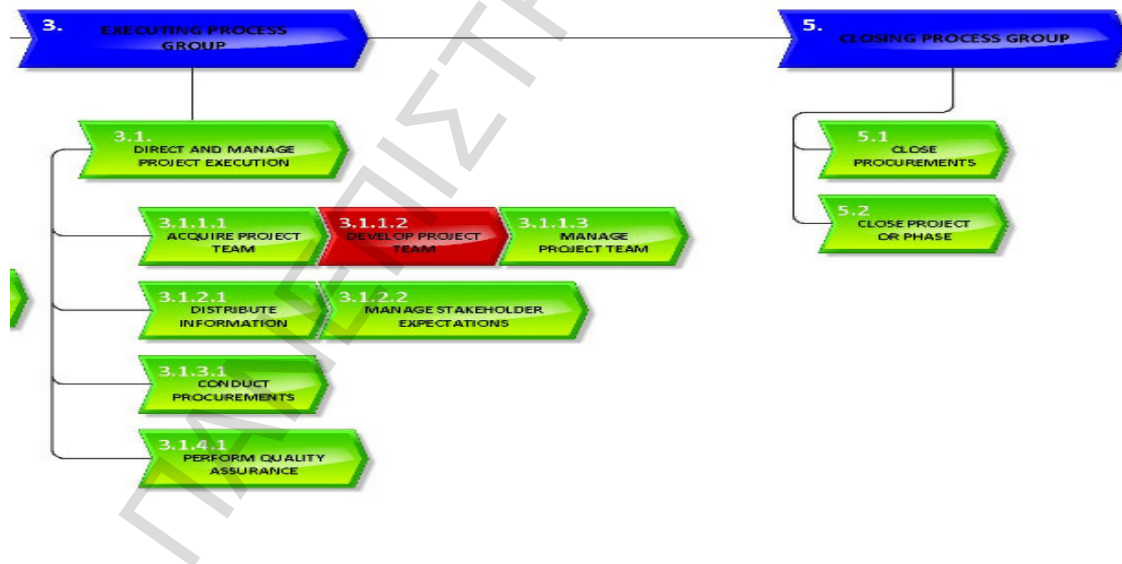 3.
EXECUTING PROCESS
GROUP
5.
CLOSING PROCESS GROUP
3.1.
DIRECT AND MANAGE
PROJECT EXECUTION
3.1.1.1
ACQUIRE PROJECT
TEAM
3.1.1.2
DEVELOP PROJECT
TEAM
3.1.1.3
MANAGE
PROJECT TEAM
3.1.2.1
DISTRIBUTE
INFORMATION
3.1.2.2
MANAGE STAKEHOLDER
EXPECTATIONS
3.1.3.1
CONDUCT
PROCUREMENTS
3.1.4.1
PERFORM QUALITY
ASSURANCE
5.1
CLOSE
PROCUREMENTS
5.2
CLOSE PROJECT
OR PHASE